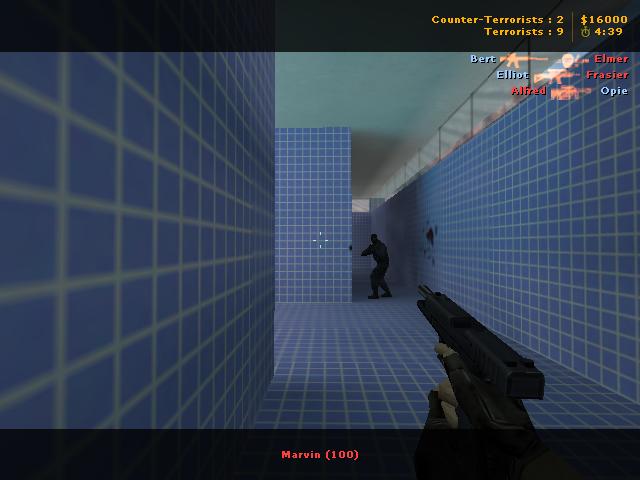 Counter-Terrorists : 2 $16000
Terrorists : 9 4:39
Bert Elmer
Elliot Frasier
Alfred Opie
Marvin (100)